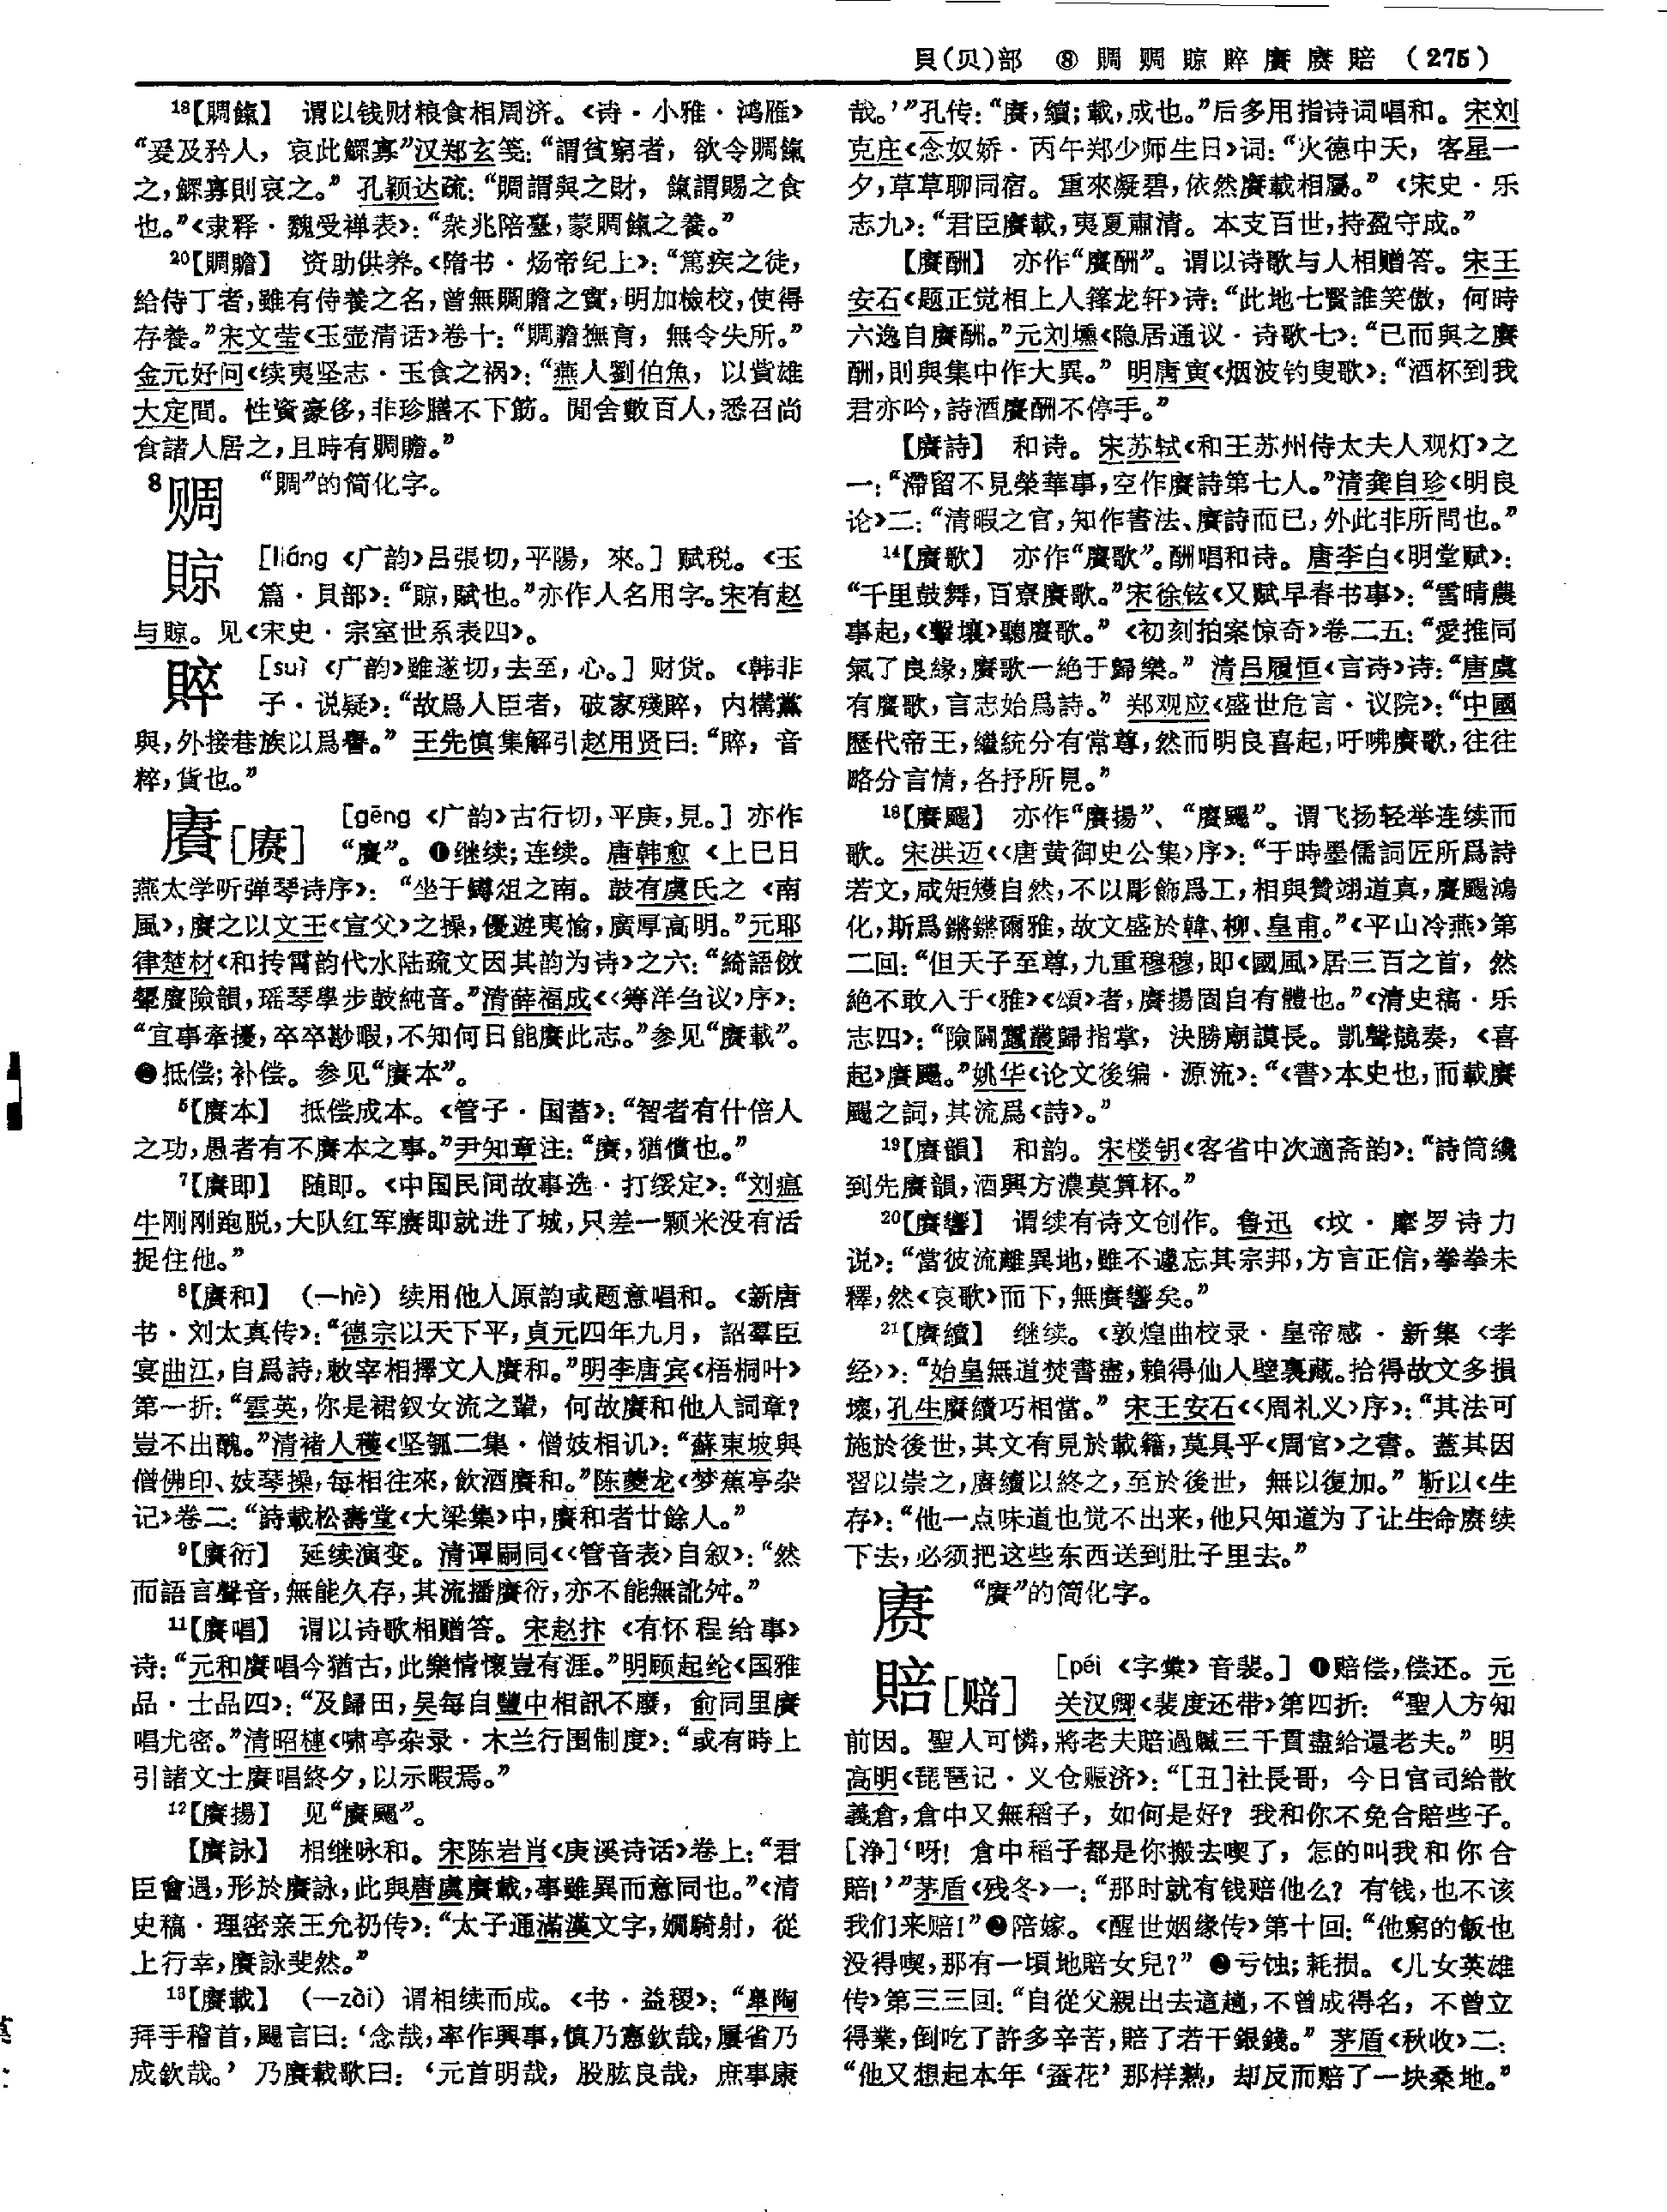 貝(贝)部 ⑧ 賙 赒 賩 賥 賡 赓 賠 (275)
¹⁸【賙餼】 谓以钱财粮食相周济。《诗·小雅·鸿雁》
“爰及矜人，哀此鰥寡”汉郑玄笺：“謂貧窮者，欲令賙餼
之，鰥寡則哀之。” 孔颖达疏：“賙謂與之財，餼謂賜之食
也。”《隶释·魏受禅表》：“衆兆陪臺，蒙賙餼之養。”
²⁰【賙贍】 资助供养。《隋书·炀帝纪上》：“篤疾之徒，
給侍丁者，雖有侍養之名，曾無賙贍之實，明加檢校，使得
存養。”宋文莹《玉壶清话》卷十：“賙贍撫育，無令失所。”
金元好问《续夷坚志·玉食之祸》：“燕人劉伯魚，以貲雄
大定間。性資豪侈，非珍膳不下筯。閒舍數百人，悉召尚
食諸人居之，且時有賙贍。”
⁸赒 “賙”的简化字。
賩 [liáng《广韵》吕張切，平陽，來。] 赋税。《玉
篇·貝部》：“賩，賦也。”亦作人名用字。宋有赵
与賩。见《宋史·宗室世系表四》。
賥 [suì《广韵》雖遂切，去至，心。] 财货。《韩非
子·说疑》：“故爲人臣者，破家殘賥，内構黨
與，外接巷族以爲譽。” 王先慎集解引赵用贤曰：“賥，音
粹，貨也。”
賡[赓] [gēng《广韵》古行切，平庚，見。] 亦作
“賡”。❶继续；连续。唐韩愈《上巳日
燕太学听弹琴诗序》：“坐于罇俎之南。鼓有虞氏之《南
風》，賡之以文王《宣父》之操，優遊夷愉，廣厚高明。”元耶
律楚材《和抟霄韵代水陆疏文因其韵为诗》之六：“綺語傚
顰賡險韻，瑶琴學步鼓純音。”清薛福成《〈筹洋刍议〉序》：
“宜事牽擾，卒卒尠暇，不知何日能賡此志。”参见“賡載”。
❷抵偿；补偿。参见“賡本”。
⁵【賡本】 抵偿成本。《管子·国蓄》：“智者有什倍人
之功，愚者有不賡本之事。”尹知章注：“賡，猶償也。”
⁷【賡即】 随即。《中国民间故事选·打绥定》：“刘瘟
牛刚刚跑脱，大队红军赓即就进了城，只差一颗米没有活
捉住他。”
⁸【賡和】 （—hè）续用他人原韵或题意唱和。《新唐
书·刘太真传》：“德宗以天下平，貞元四年九月，詔羣臣
宴曲江，自爲詩，敕宰相擇文人賡和。”明李唐宾《梧桐叶》
第一折：“雲英，你是裙釵女流之輩，何故賡和他人詞章？
豈不出醜。”清褚人穫《坚瓠二集·僧妓相讥》：“蘇東坡與
僧佛印、妓琴操，每相往來，飲酒賡和。”陈夔龙《梦蕉亭杂
记》卷二：“詩載松壽堂《大梁集》中，賡和者廿餘人。”
⁹【賡衍】 延续演变。清谭嗣同《〈管音表〉自叙》：“然
而語言聲音，無能久存，其流播賡衍，亦不能無訛舛。”
¹¹【賡唱】 谓以诗歌相赠答。宋赵抃《有怀程给事》
诗：“元和賡唱今猶古，此樂情懷豈有涯。”明顾起纶《国雅
品·士品四》：“及歸田，吴每自豐中相訊不廢，俞同里賡
唱尤密。”清昭槤《啸亭杂录·木兰行围制度》：“或有時上
引諸文士賡唱終夕，以示暇焉。”
¹²【賡揚】 见“賡颺”。
【賡詠】 相继咏和。宋陈岩肖《庚溪诗话》卷上：“君
臣會遇，形於賡詠，此與唐虞賡載，事雖異而意同也。”《清
史稿·理密亲王允礽传》：“太子通滿漢文字，嫺騎射，從
上行幸，賡詠斐然。”
¹³【賡載】 （—zài）谓相续而成。《书·益稷》：“皋陶
拜手稽首，颺言曰：‘念哉，率作興事，慎乃憲欽哉，屢省乃
成欽哉。’ 乃賡載歌曰：‘元首明哉，股肱良哉，庶事康
哉。’”孔传：“賡，續；載，成也。”后多用指诗词唱和。宋刘
克庄《念奴娇·丙午郑少师生日》词：“火德中天，客星一
夕，草草聊同宿。重來凝碧，依然賡載相屬。”《宋史·乐
志九》：“君臣賡載，夷夏肅清。本支百世，持盈守成。”
【賡酬】 亦作“賡酬”。谓以诗歌与人相赠答。宋王
安石《题正觉相上人箨龙轩》诗：“此地七賢誰笑傲，何時
六逸自賡酬。”元刘壎《隐居通议·诗歌七》：“已而與之賡
酬，則與集中作大異。” 明唐寅《烟波钓叟歌》：“酒杯到我
君亦吟，詩酒賡酬不停手。”
【賡詩】 和诗。宋苏轼《和王苏州侍太夫人观灯》之
一：“滯留不見榮華事，空作賡詩第七人。”清龚自珍《明良
论》二：“清暇之官，知作書法、賡詩而已，外此非所問也。”
¹⁴【賡歌】 亦作“賡歌”。酬唱和诗。唐李白《明堂赋》：
“千里鼓舞，百寮賡歌。”宋徐铉《又赋早春书事》：“雪晴農
事起，《擊壤》聽賡歌。”《初刻拍案惊奇》卷二五：“愛推同
氣了良緣，賡歌一絶于歸樂。” 清吕履恒《言诗》诗：“唐虞
有賡歌，言志始爲詩。” 郑观应《盛世危言·议院》：“中國
歷代帝王，繼統分有常尊，然而明良喜起，吁咈賡歌，往往
略分言情，各抒所見。”
¹⁸【賡颺】 亦作“賡揚”、“賡颺”。谓飞扬轻举连续而
歌。宋洪迈《〈唐黄御史公集〉序》：“于時墨儒詞匠所爲詩
若文，咸矩矱自然，不以彫飾爲工，相與贊翊道真，賡颺鴻
化，斯爲鏘鏘爾雅，故文盛於韓、柳、皇甫。”《平山冷燕》第
二回：“但天子至尊，九重穆穆，即《國風》居三百之首，然
絶不敢入于《雅》《頌》者，賡揚固自有體也。”《清史稿·乐
志四》：“險闢蠶叢歸指掌，決勝廟謨長。凱聲競奏，《喜
起》賡颺。”姚华《论文後编·源流》：“《書》本史也，而載賡
颺之詞，其流爲《詩》。”
¹⁹【賡韻】 和韵。宋楼钥《客省中次適斋韵》：“詩筒纔
到先賡韻，酒興方濃莫算杯。”
²⁰【賡響】 谓续有诗文创作。鲁迅《坟·摩罗诗力
说》：“當彼流離異地，雖不遽忘其宗邦，方言正信，拳拳未
釋，然《哀歌》而下，無賡響矣。”
²¹【賡續】 继续。《敦煌曲校录·皇帝感·新集〈孝
经〉》：“始皇無道焚書盡，賴得仙人壁裏藏。拾得故文多損
壞，孔生賡續巧相當。” 宋王安石《〈周礼义〉序》：“其法可
施於後世，其文有見於載籍，莫具乎《周官》之書。蓋其因
習以崇之，賡續以終之，至於後世，無以復加。” 靳以《生
存》：“他一点味道也觉不出来，他只知道为了让生命赓续
下去，必须把这些东西送到肚子里去。”
赓 “賡”的简化字。
賠[赔] [péi《字彙》音裴。] ❶赔偿，偿还。元
关汉卿《裴度还带》第四折：“聖人方知
前因。聖人可憐，將老夫賠過贓三千貫盡給還老夫。” 明
高明《琵琶记·义仓赈济》：“[丑]社長哥，今日官司給散
義倉，倉中又無稻子，如何是好？我和你不免合賠些子。
[净]‘呀！倉中稻子都是你搬去喫了，怎的叫我和你合
賠！’”茅盾《残冬》一：“那时就有钱赔他么？有钱，也不该
我们来赔！”❷陪嫁。《醒世姻缘传》第十回：“他窮的飯也
没得喫，那有一頃地賠女兒？” ❸亏蚀；耗损。《儿女英雄
传》第三三回：“自從父親出去這趟，不曾成得名，不曾立
得業，倒吃了許多辛苦，賠了若干銀錢。” 茅盾《秋收》二：
“他又想起本年‘蚕花’那样熟，却反而赔了一块桑地。”